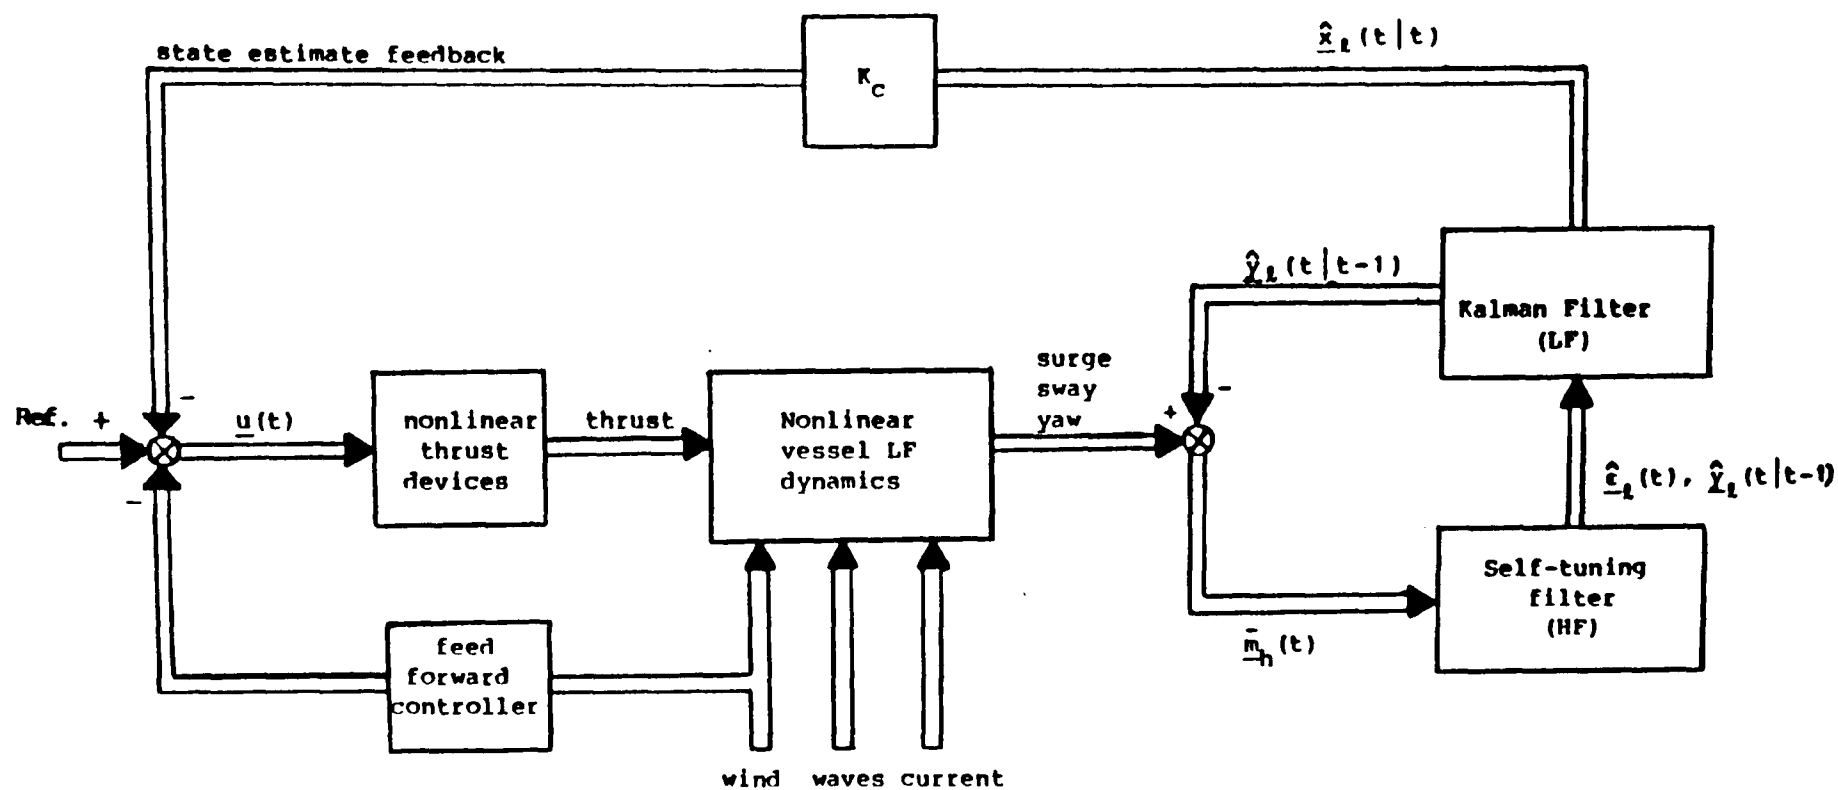 state estimate feedback
K_c
x̂_ℓ(t|t)
ŷ_ℓ(t|t-1)
Kalman Filter
(LF)
surge
sway
yaw
Ref.
+
-
u(t)
nonlinear
thrust
devices
thrust
Nonlinear
vessel LF
dynamics
+
-
-
ε̂_ℓ(t), ŷ_ℓ(t|t-1)
Self-tuning
filter
(HF)
m̄_h(t)
feed
forward
controller
wind waves current